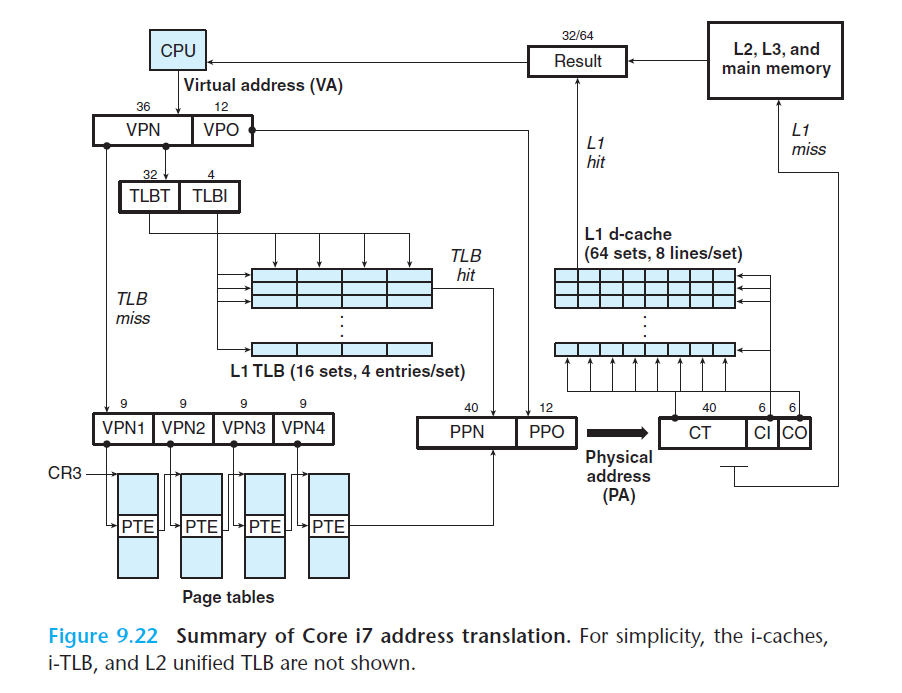 CPU
32/64
Result
L2, L3, and
main memory
Virtual address (VA)
36
12
VPN
VPO
L1
hit
L1
miss
32
4
TLBT
TLBI
TLB
hit
L1 d-cache
(64 sets, 8 lines/set)
TLB
miss
. . .
. . .
L1 TLB (16 sets, 4 entries/set)
9
9
9
9
VPN1
VPN2
VPN3
VPN4
40
12
PPN
PPO
40
6
6
CT
CI
CO
Physical
address
(PA)
CR3
PTE
PTE
PTE
PTE
Page tables
Figure 9.22 Summary of Core i7 address translation. For simplicity, the i-caches,
i-TLB, and L2 unified TLB are not shown.